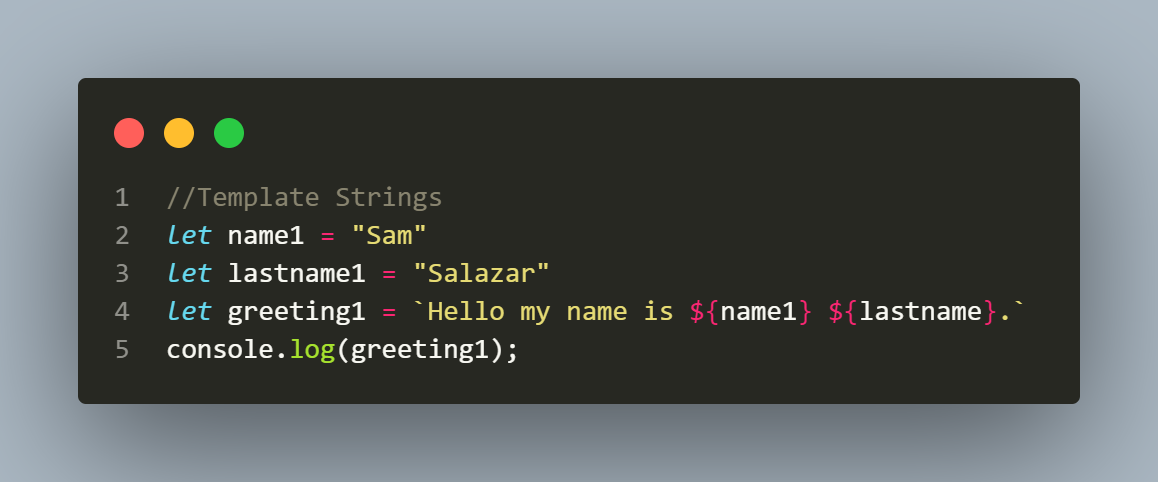 1 //Template Strings
2 let name1 = "Sam"
3 let lastname1 = "Salazar"
4 let greeting1 = `Hello my name is ${name1} ${lastname}.`
5 console.log(greeting1);